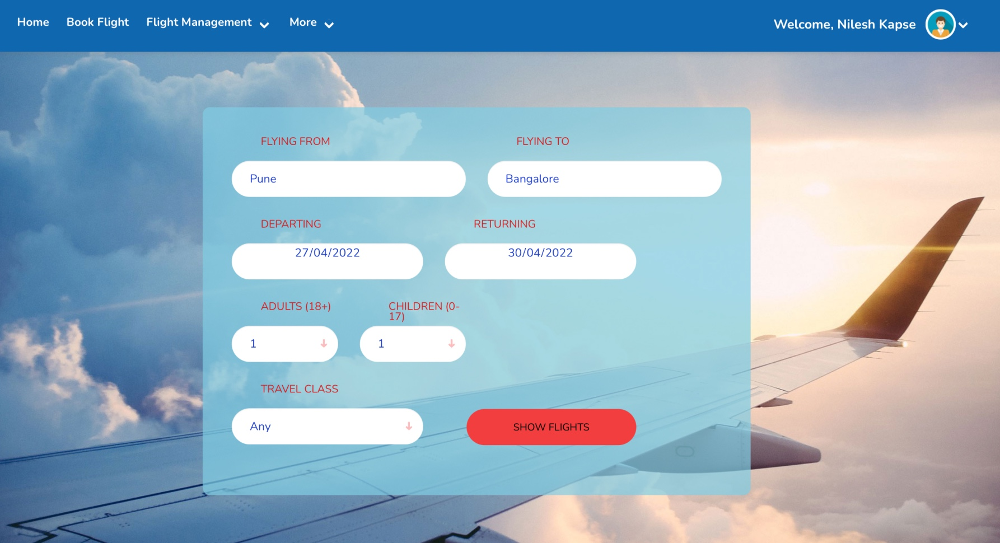 Home Book Flight Flight Management More Welcome, Nilesh Kapse
FLYING FROM FLYING TO
Pune Bangalore
DEPARTING RETURNING
27/04/2022 30/04/2022
ADULTS (18+) CHILDREN (0-
17)
1 1
TRAVEL CLASS
Any SHOW FLIGHTS